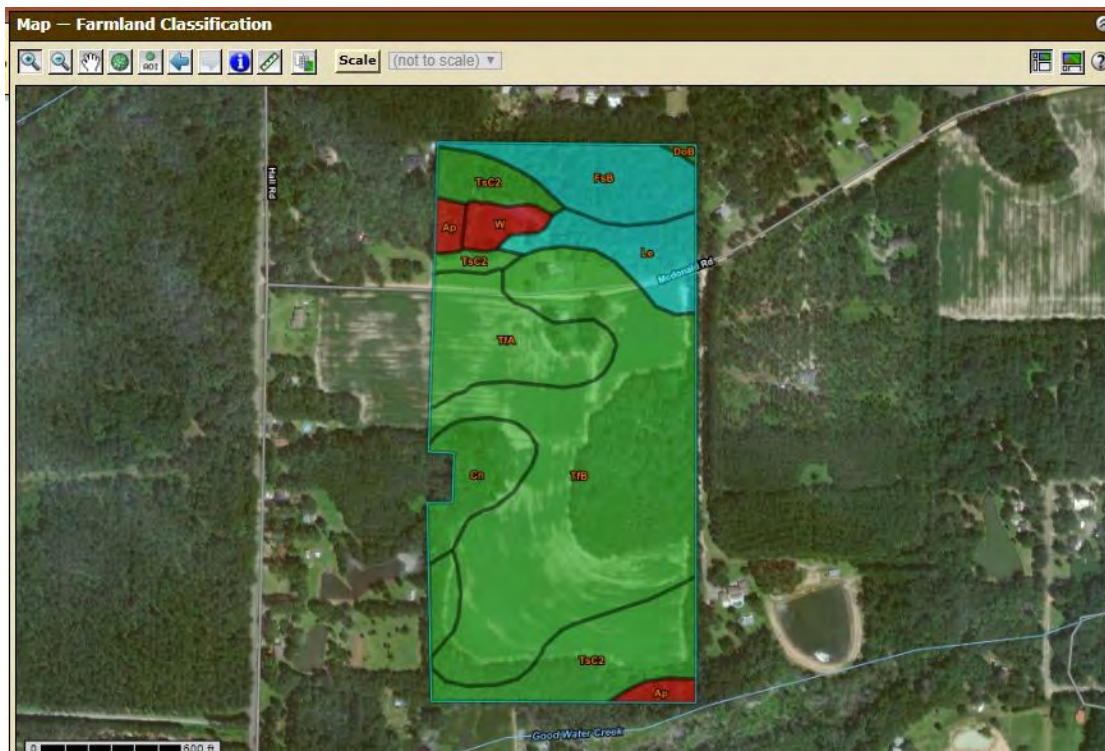 Map — Farmland Classification
AOI
Scale
(not to scale)
Hall Rd
DoB
TsC2
FsB
Ap
W
Le
TsC2
Mcdonald Rd
TfA
Cn
TfB
TsC2
Ap
Good Water Creek
0
600 ft